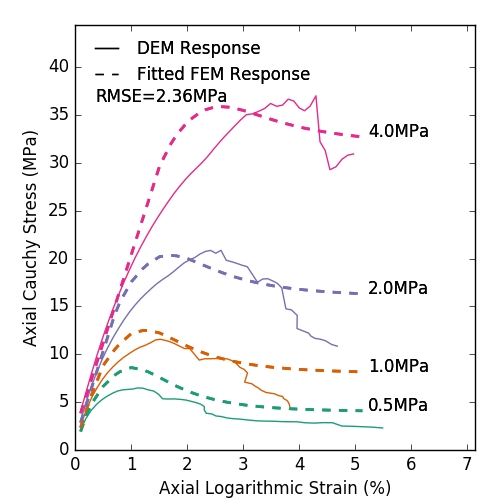 DEM Response
Fitted FEM Response
RMSE=2.36MPa
40
35
30
25
20
15
10
5
0
4.0MPa
2.0MPa
1.0MPa
0.5MPa
Axial Cauchy Stress (MPa)
0 1 2 3 4 5 6 7
Axial Logarithmic Strain (%)